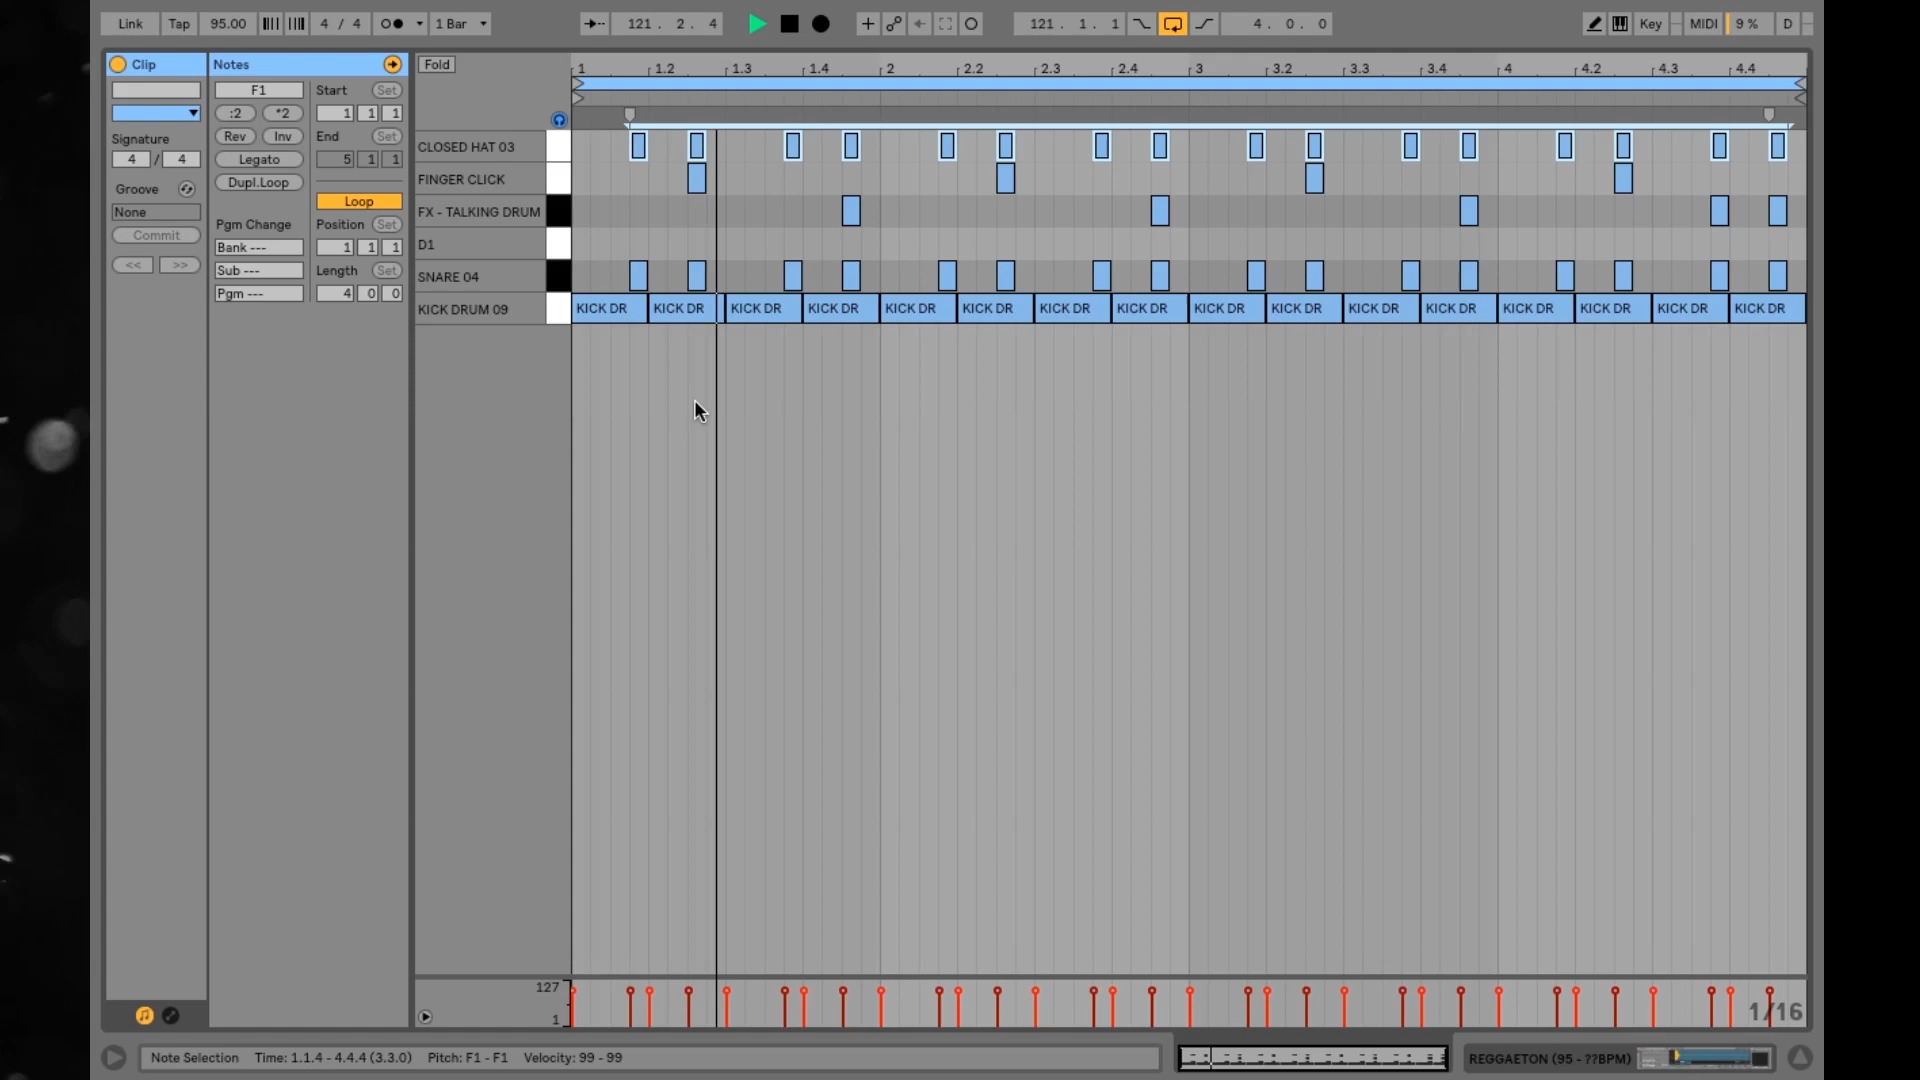 Link Tap 95.00 4 / 4 1 Bar 121. 2. 4 121. 1. 1 4. 0. 0 Key MIDI 9 % D
Clip Notes Fold 1 1.2 1.3 1.4 2 2.2 2.3 2.4 3 3.2 3.3 3.4 4 4.2 4.3 4.4
F1 Start Set
:2 *2 1 1 1
Signature Rev Inv End Set
4 / 4 Legato 5 1 1
Groove Dupl.Loop
None Loop
Commit Pgm Change Position Set
<< >> Bank --- 1 1 1
Sub --- Length Set
Pgm --- 4 0 0
CLOSED HAT 03
FINGER CLICK
FX - TALKING DRUM
D1
SNARE 04
KICK DRUM 09 KICK DR KICK DR KICK DR KICK DR KICK DR KICK DR KICK DR KICK DR KICK DR KICK DR KICK DR KICK DR KICK DR KICK DR KICK DR KICK DR
127
1
1/16
Note Selection Time: 1.1.4 - 4.4.4 (3.3.0) Pitch: F1 - F1 Velocity: 99 - 99 REGGAETON (95 - ??BPM)